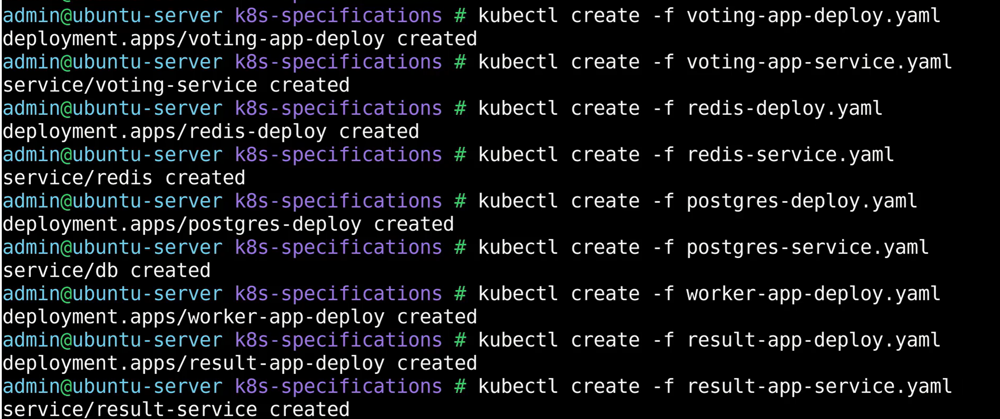 admin@ubuntu-server k8s-specifications # kubectl create -f voting-app-deploy.yaml
deployment.apps/voting-app-deploy created
admin@ubuntu-server k8s-specifications # kubectl create -f voting-app-service.yaml
service/voting-service created
admin@ubuntu-server k8s-specifications # kubectl create -f redis-deploy.yaml
deployment.apps/redis-deploy created
admin@ubuntu-server k8s-specifications # kubectl create -f redis-service.yaml
service/redis created
admin@ubuntu-server k8s-specifications # kubectl create -f postgres-deploy.yaml
deployment.apps/postgres-deploy created
admin@ubuntu-server k8s-specifications # kubectl create -f postgres-service.yaml
service/db created
admin@ubuntu-server k8s-specifications # kubectl create -f worker-app-deploy.yaml
deployment.apps/worker-app-deploy created
admin@ubuntu-server k8s-specifications # kubectl create -f result-app-deploy.yaml
deployment.apps/result-app-deploy created
admin@ubuntu-server k8s-specifications # kubectl create -f result-app-service.yaml
service/result-service created